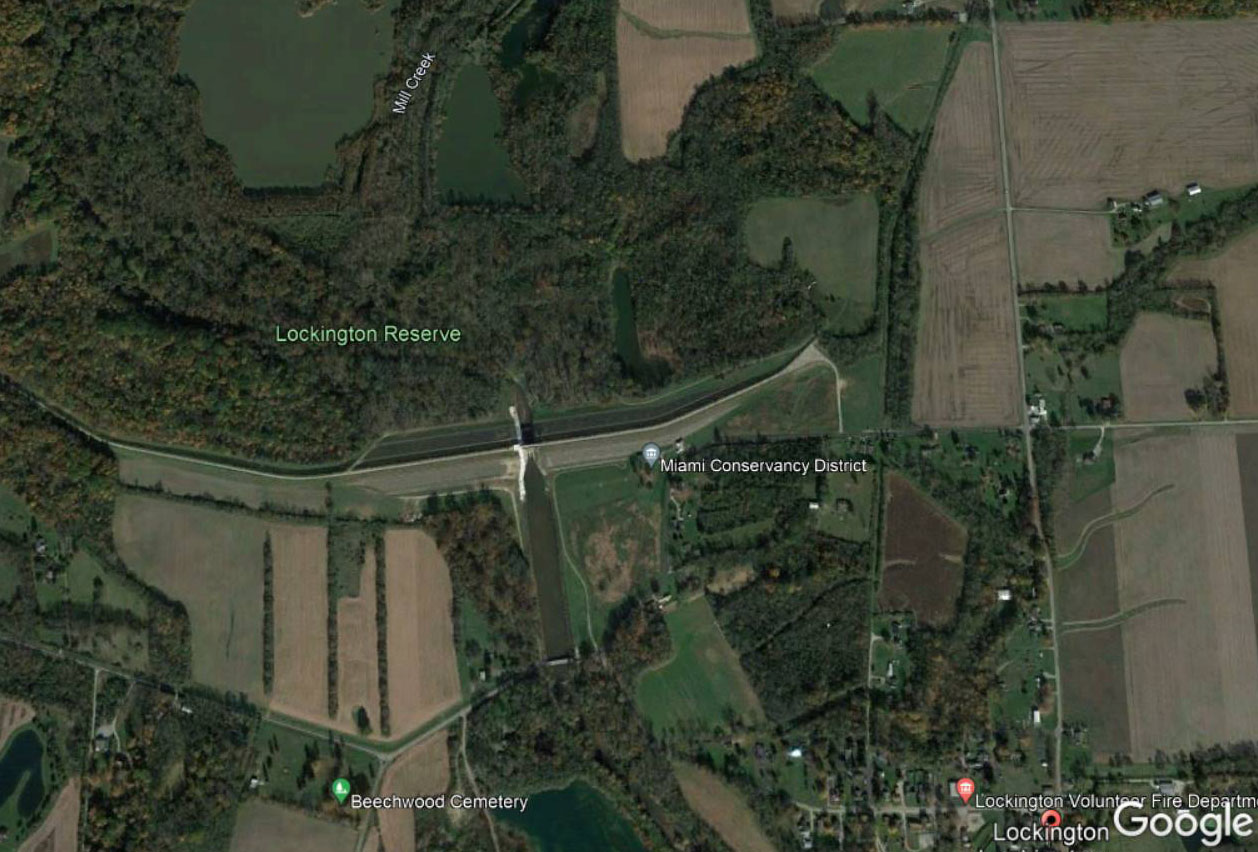 Mill Creek
Lockington Reserve
Miami Conservancy District
Beechwood Cemetery
Lockington Volunteer Fire Departm
Lockington
Google